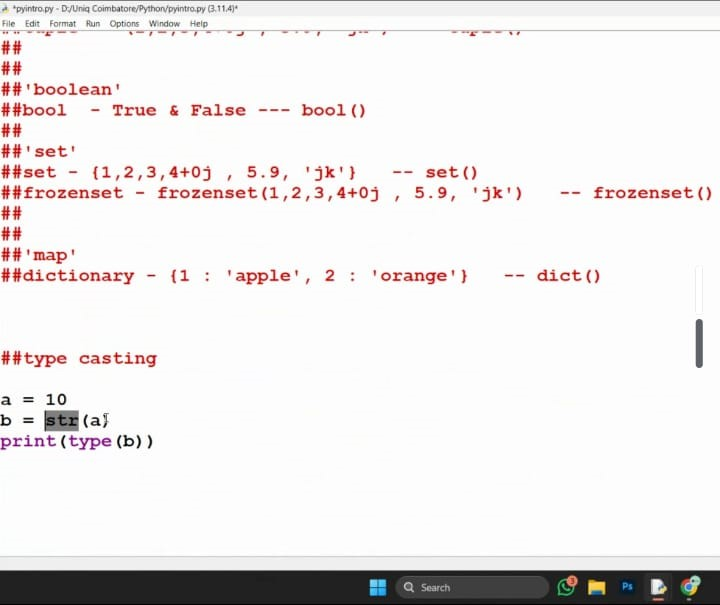 *pyintro.py - D:/Uniq Coimbatore/Python/pyintro.py (3.11.4)*
File Edit Format Run Options Window Help
##
##
##'boolean'
##bool - True & False --- bool()
##
##'set'
##set - {1,2,3,4+0j , 5.9, 'jk'} -- set()
##frozenset - frozenset(1,2,3,4+0j , 5.9, 'jk') -- frozenset()
##
##
##'map'
##dictionary - {1 : 'apple', 2 : 'orange'} -- dict()
##type casting
a = 10
b = str(a)
print(type(b))
Search
3
Ps